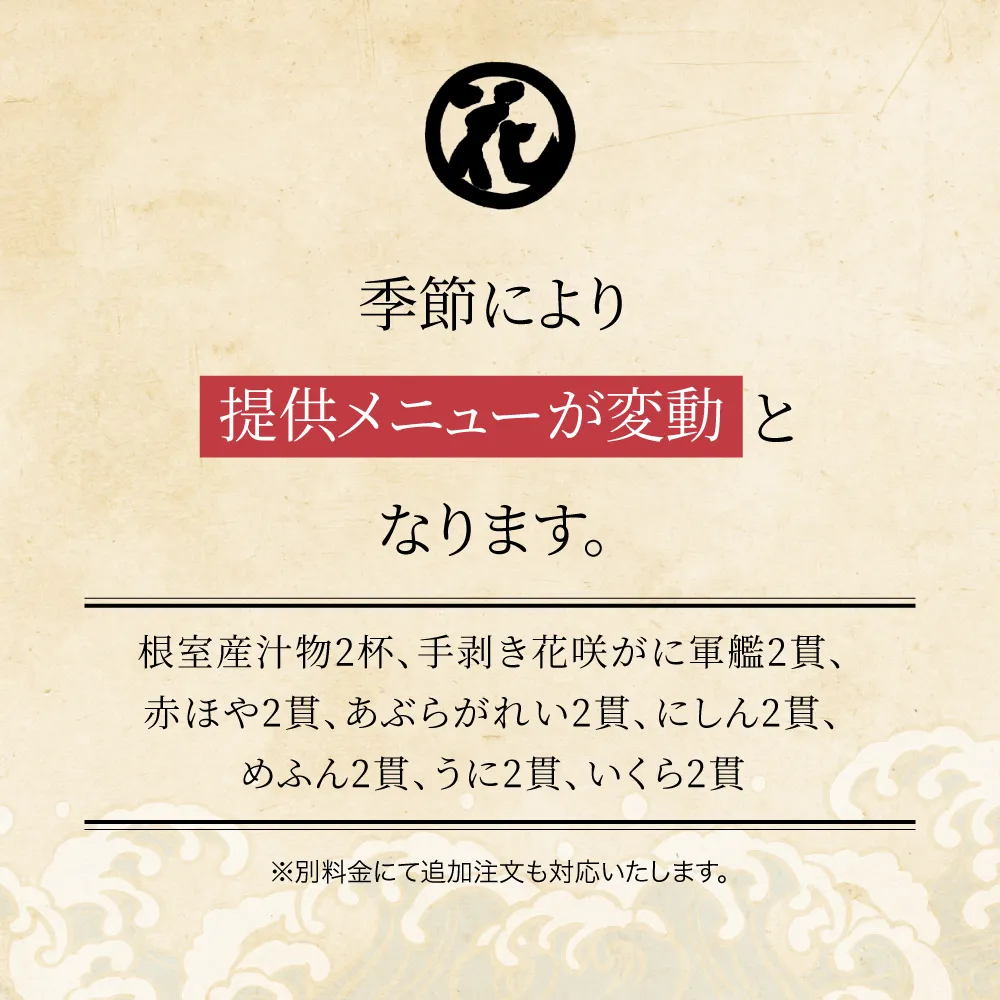 花
季節により
提供メニューが変動と
なります。
根室産汁物2杯、手剥き花咲がに軍艦2貫、
赤ほや2貫、あぶらがれい2貫、にしん2貫、
めふん2貫、うに2貫、いくら2貫
※別料金にて追加注文も対応いたします。